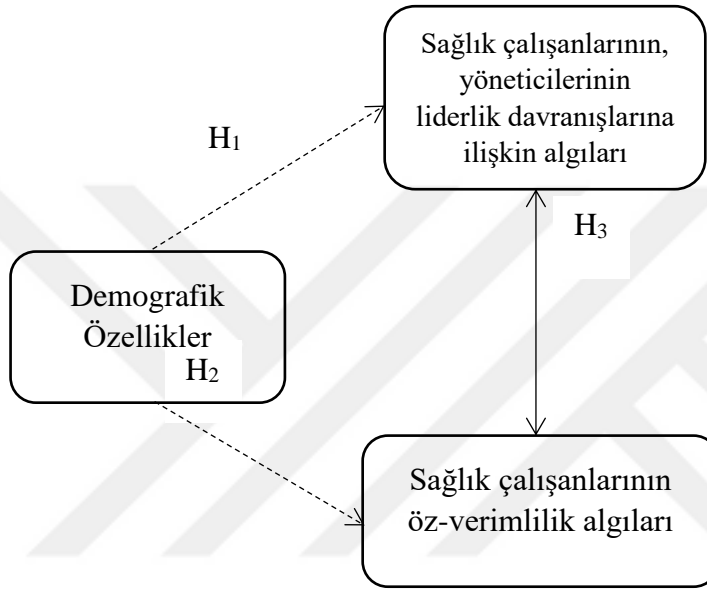 Sağlık çalışanlarının,
yöneticilerinin
liderlik davranışlarına
ilişkin algıları
H1
H3
Demografik
Özellikler
H2
Sağlık çalışanlarının
öz-verimlilik algıları